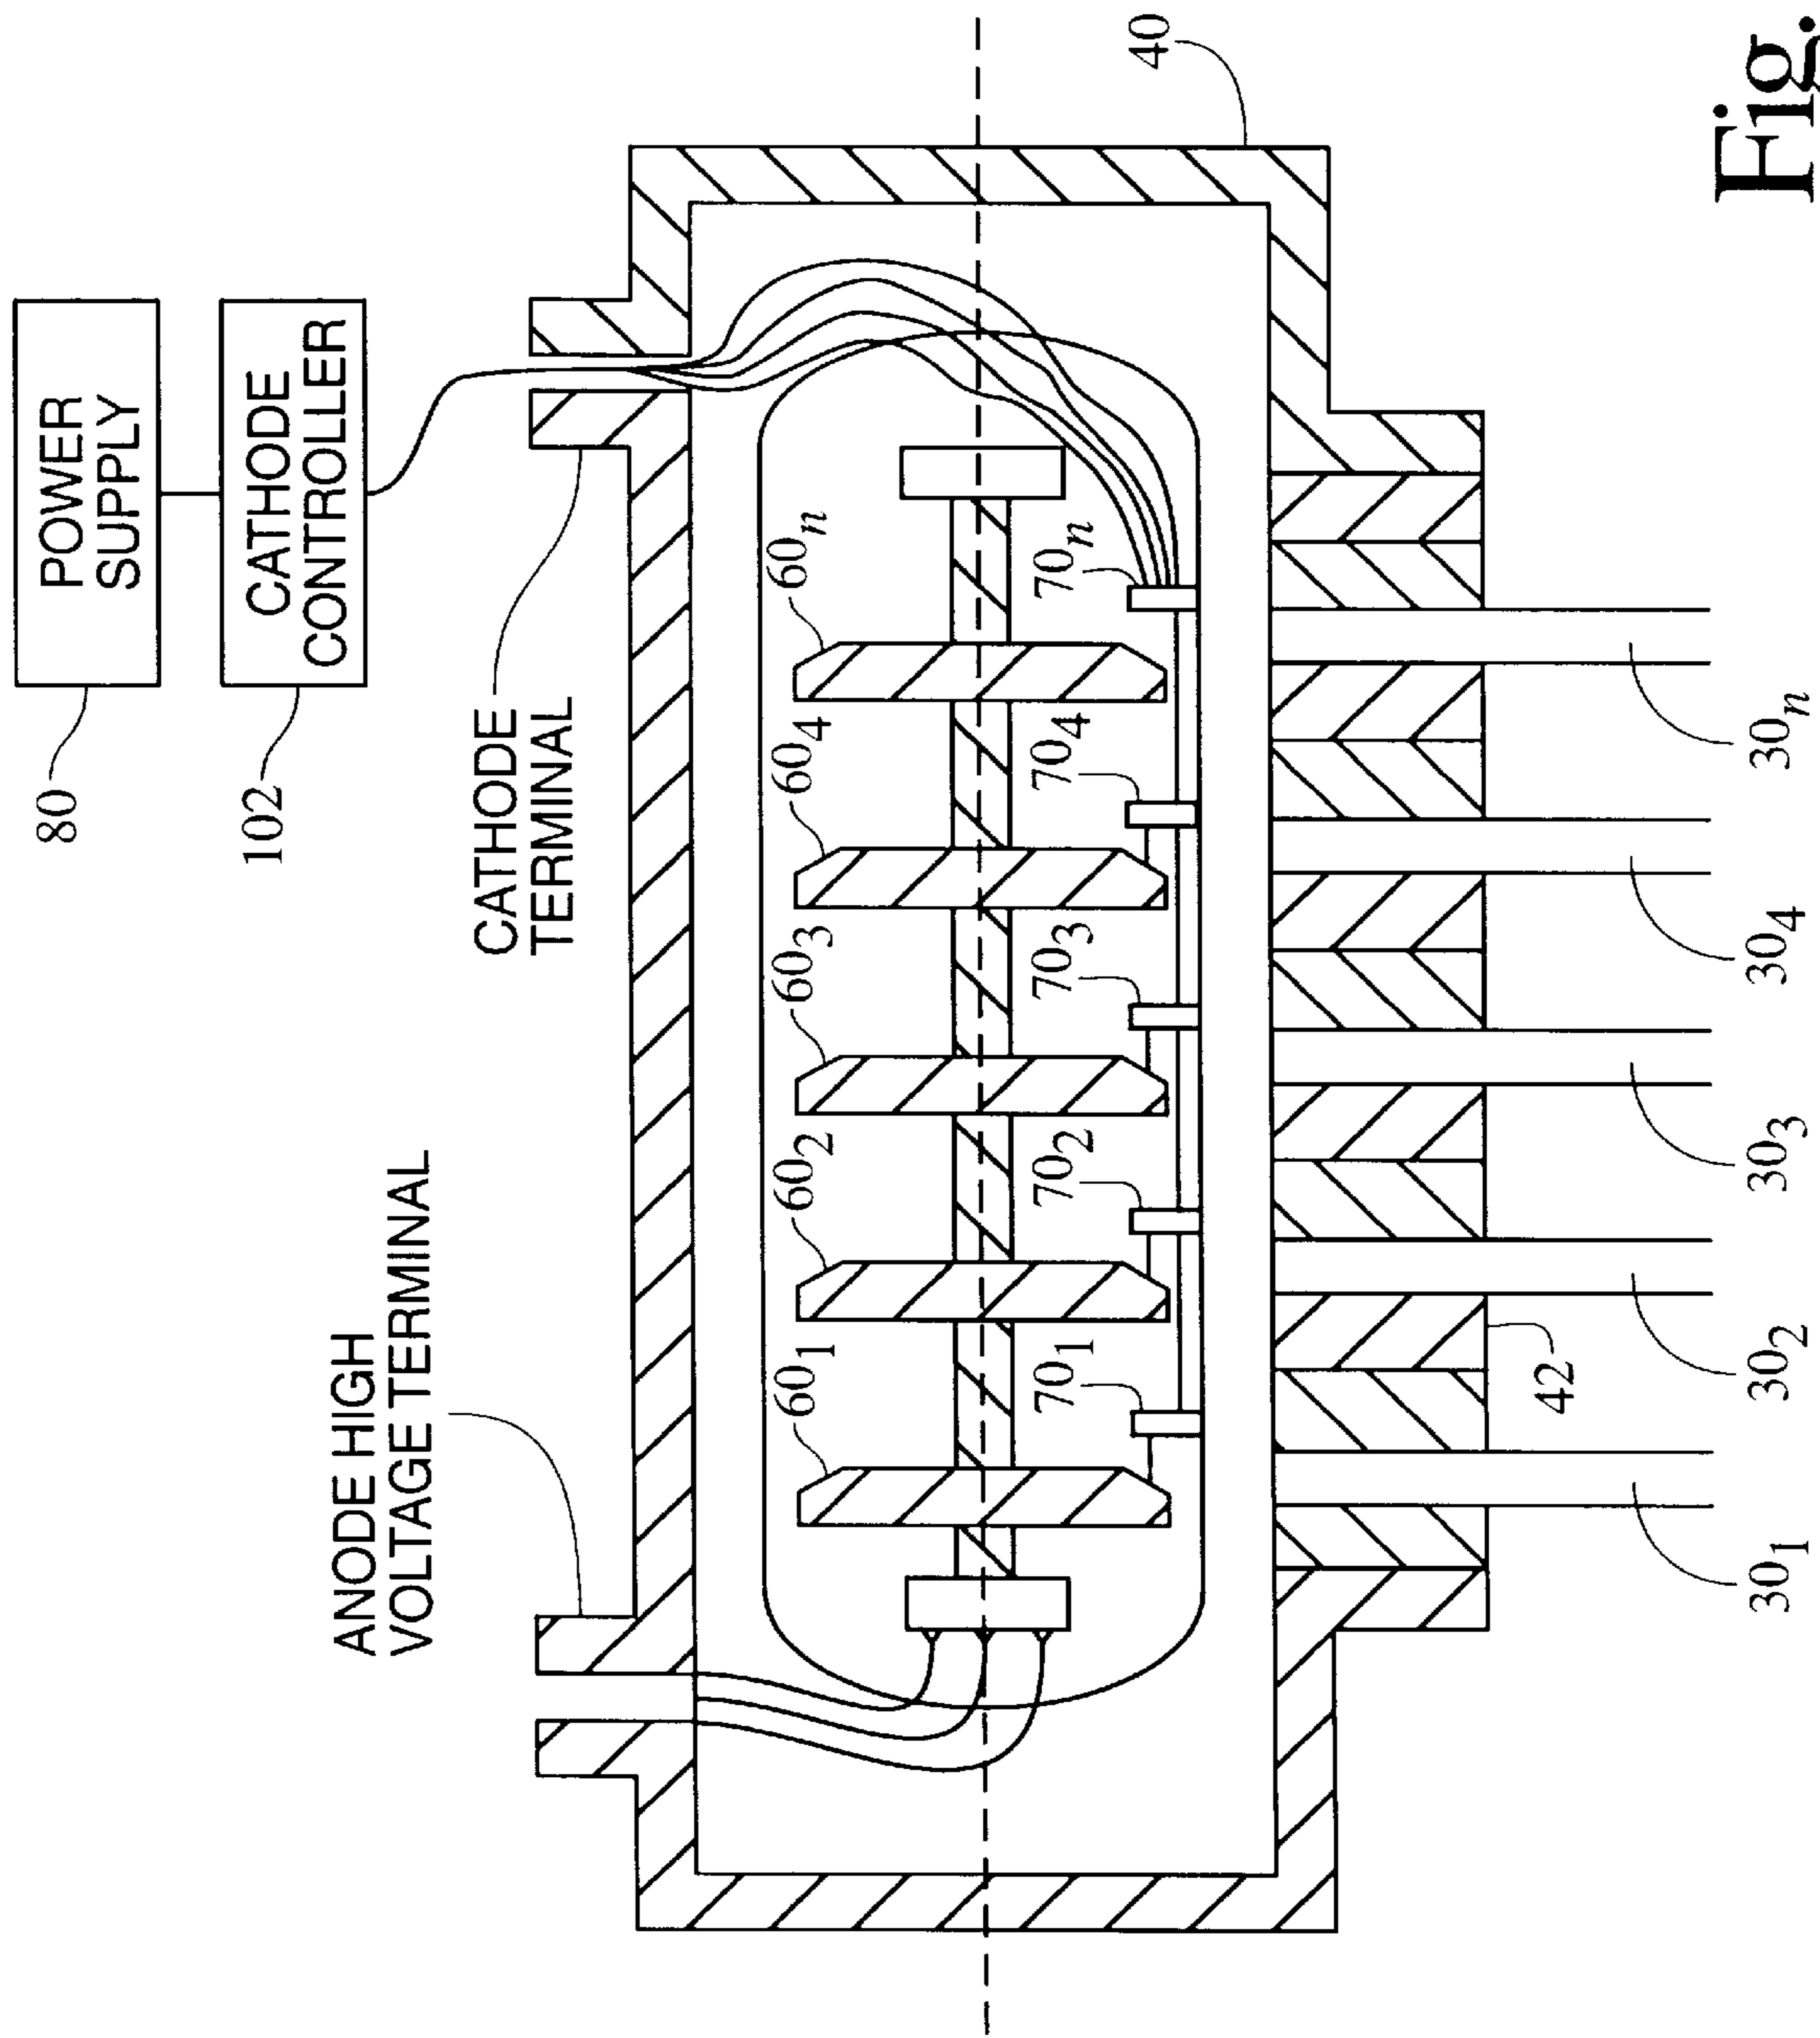 POWER
SUPPLY
80
CATHODE
CONTROLLER
102
CATHODE
TERMINAL
ANODE HIGH
VOLTAGE TERMINAL
40
60₁
60₂
60₃
60₄
60ₙ
70₁
70₂
70₃
70₄
70ₙ
42
30₁
30₂
30₃
30₄
30ₙ
Fig.